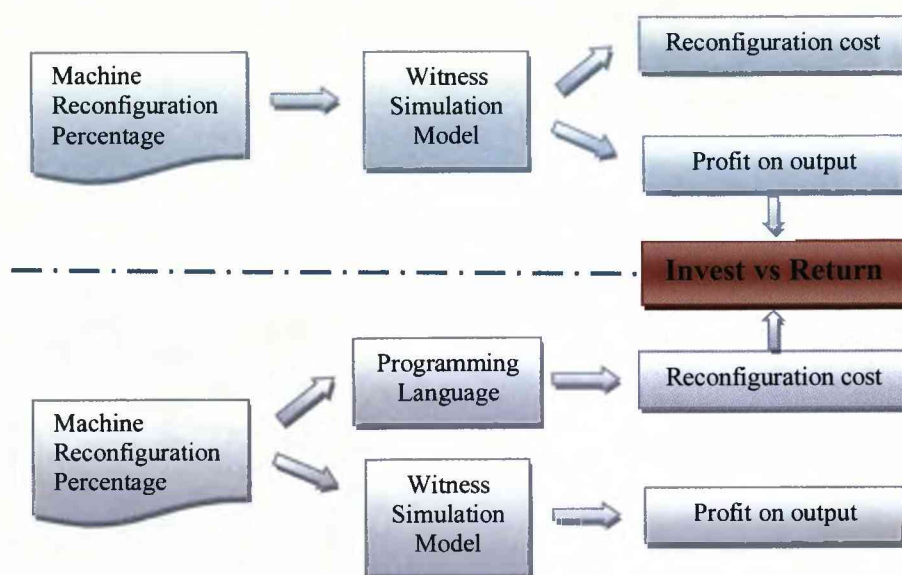 Machine
Reconfiguration
Percentage
Witness
Simulation
Model
Reconfiguration cost
Profit on output
Invest vs Return
Machine
Reconfiguration
Percentage
Programming
Language
Reconfiguration cost
Witness
Simulation
Model
Profit on output